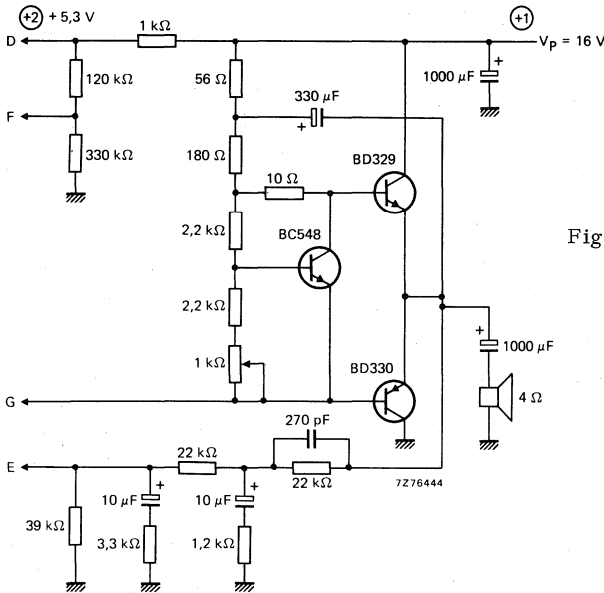 +2 + 5,3 V
+1
D
1 kΩ
VP = 16 V
120 kΩ
56 Ω
330 μF
+
1000 μF
+
F
330 kΩ
180 Ω
10 Ω
BD329
2,2 kΩ
BC548
Fig
2,2 kΩ
+
1000 μF
1 kΩ
BD330
G
4 Ω
270 pF
E
22 kΩ
22 kΩ
7Z76444
39 kΩ
10 μF
+
10 μF
+
3,3 kΩ
1,2 kΩ